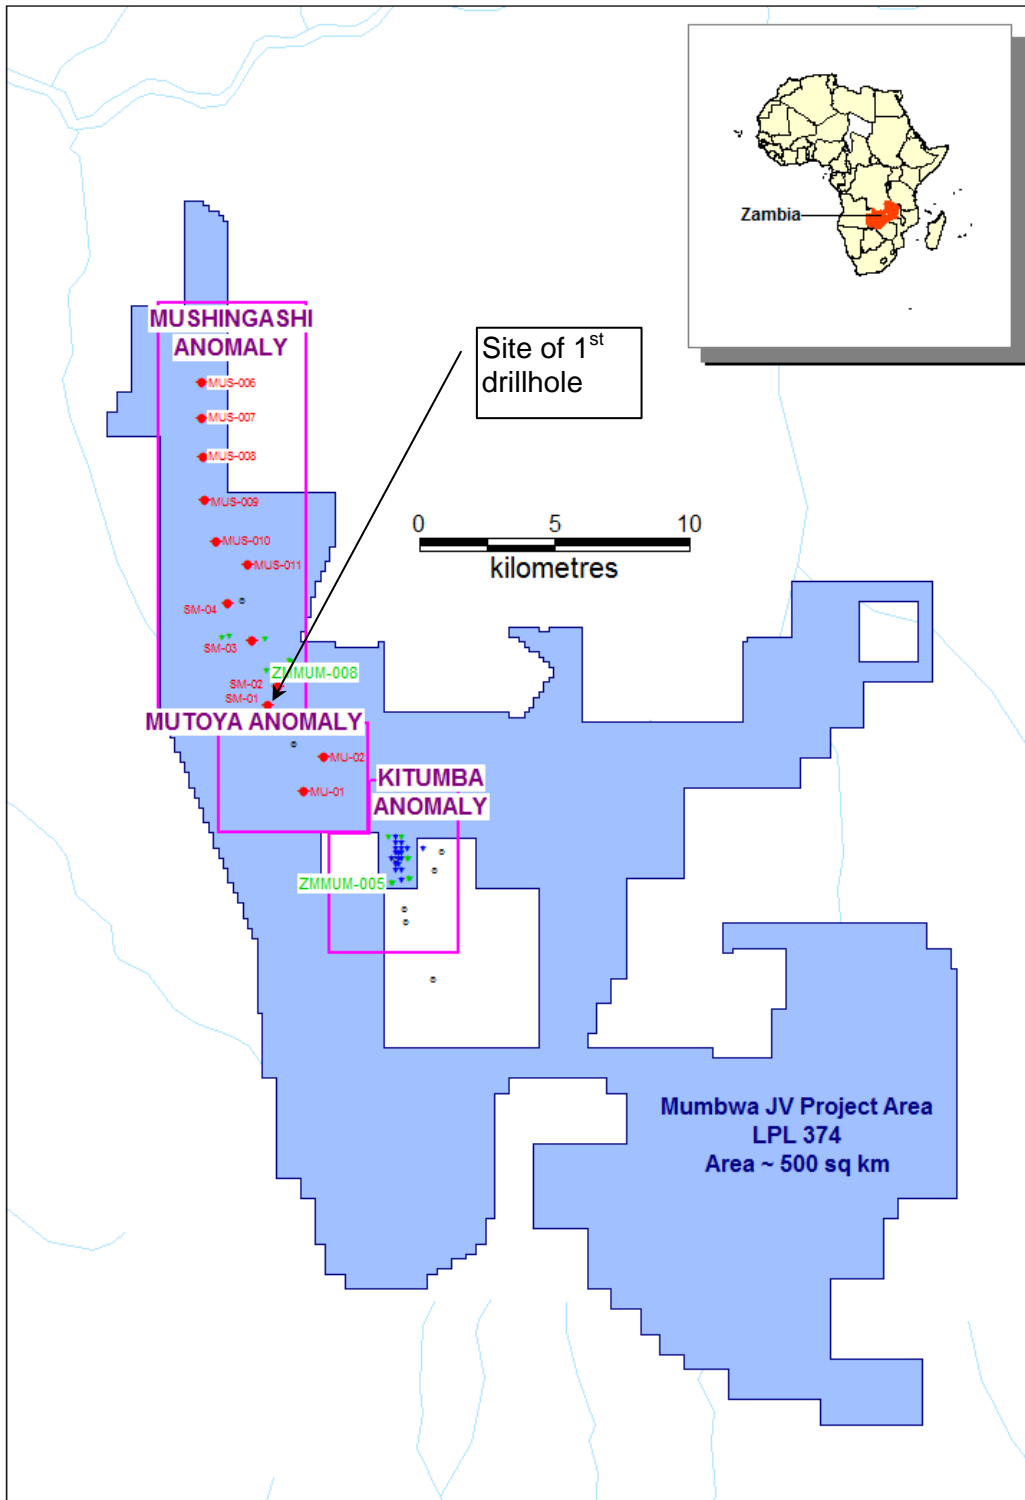 Zambia
MUSHINGASHI
ANOMALY
Site of 1st
drillhole
MUS-006
MUS-007
MUS-008
MUS-009
0 5 10
kilometres
MUS-010
MUS-011
SM-04
SM-03
ZMMUM-008
SM-02
SM-01
MUTOYA ANOMALY
MU-02
KITUMBA
ANOMALY
MU-01
ZMMUM-005
Mumbwa JV Project Area
LPL 374
Area ~ 500 sq km